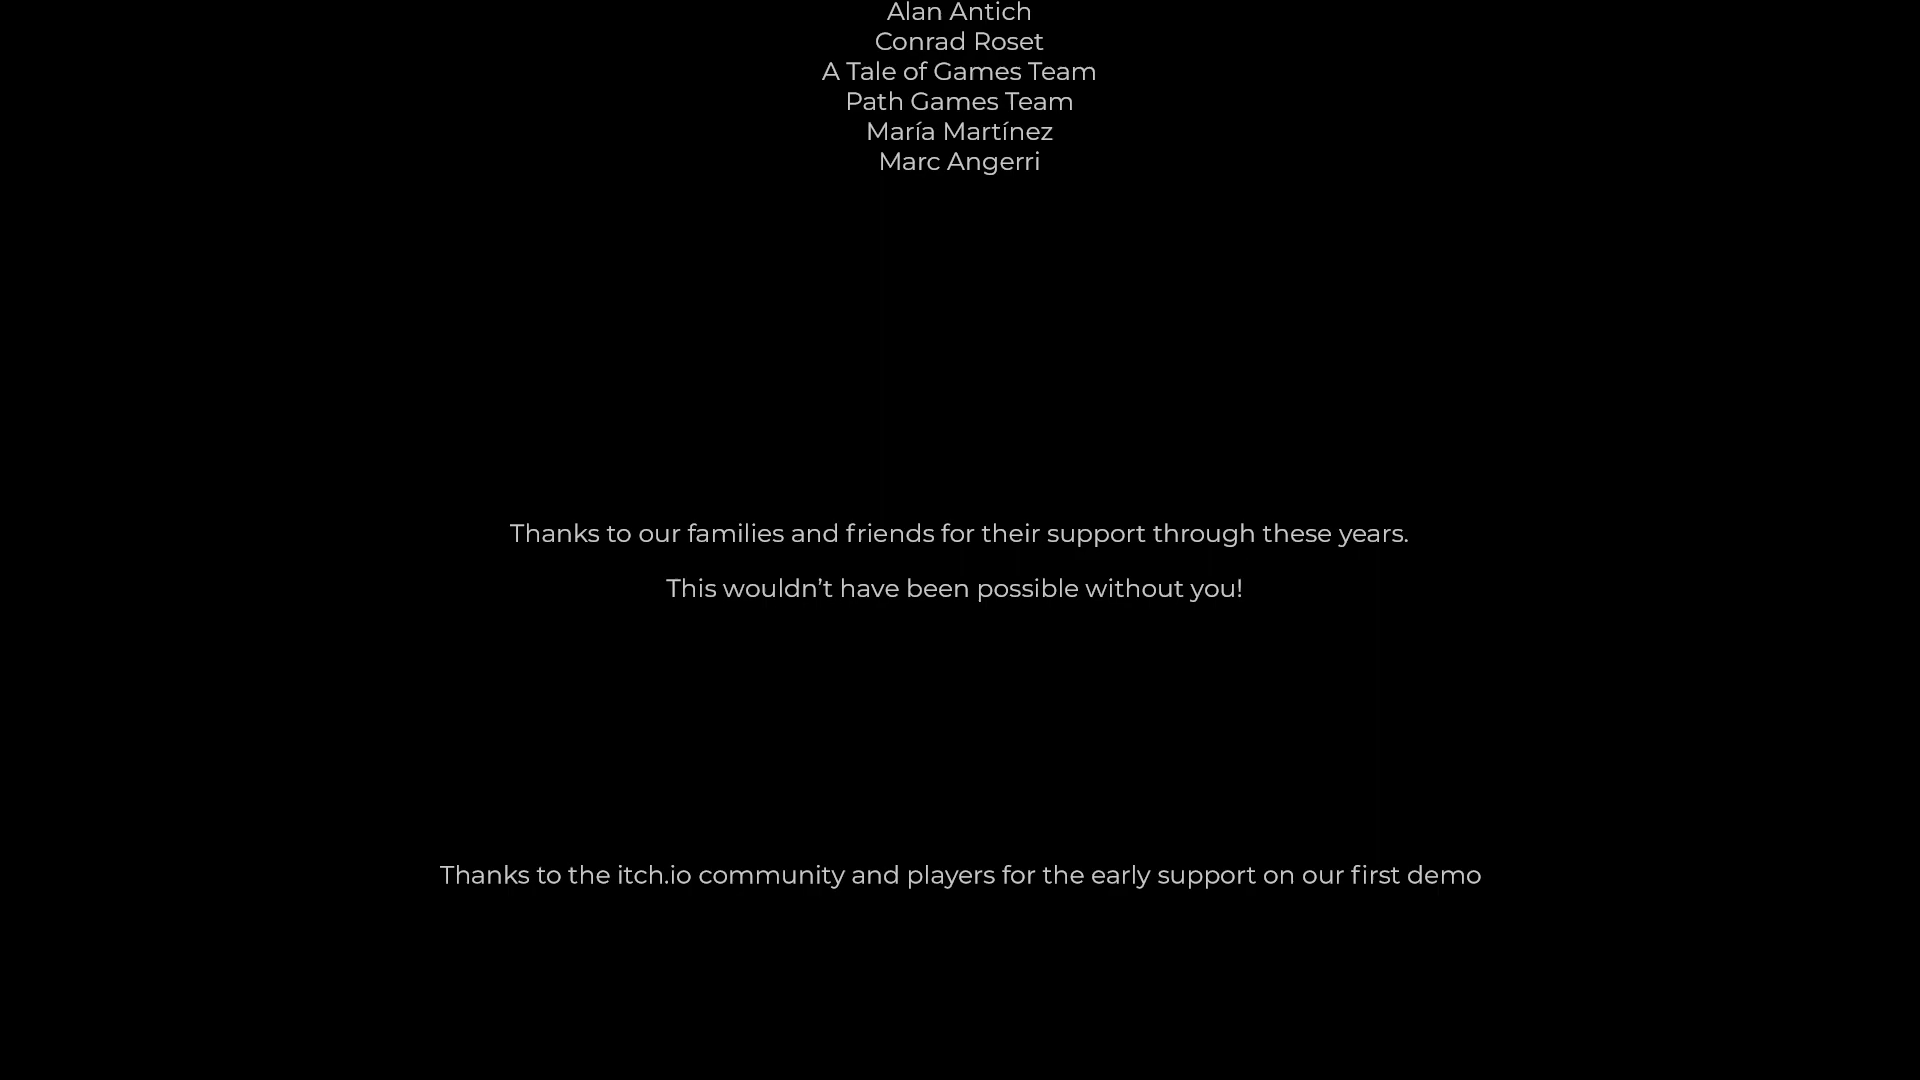 Alan Antich
Conrad Roset
A Tale of Games Team
Path Games Team
María Martínez
Marc Angerri
Thanks to our families and friends for their support through these years.
This wouldn’t have been possible without you!
Thanks to the itch.io community and players for the early support on our first demo